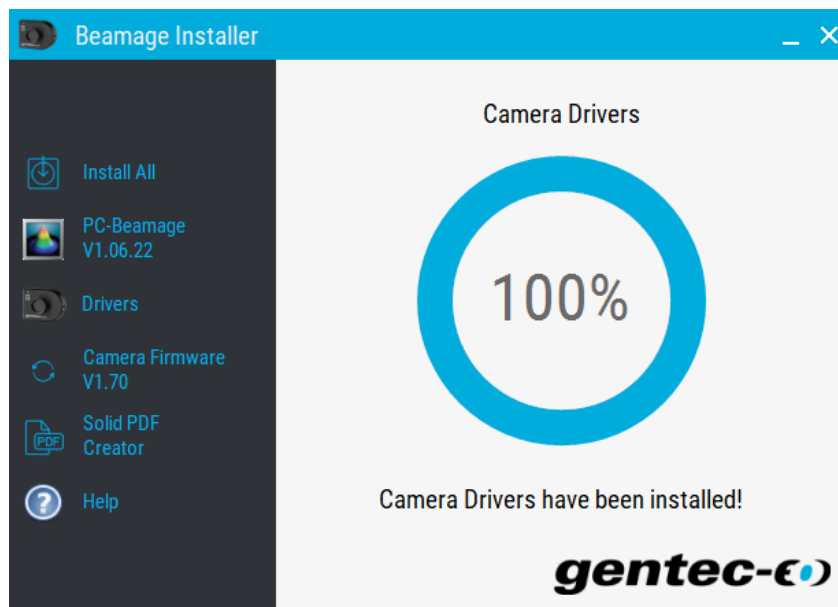 Beamage Installer
Install All
PC-Beamage
V1.06.22
Drivers
Camera Firmware
V1.70
PDF
Solid PDF
Creator
Help
Camera Drivers
100%
Camera Drivers have been installed!
gentec-EO